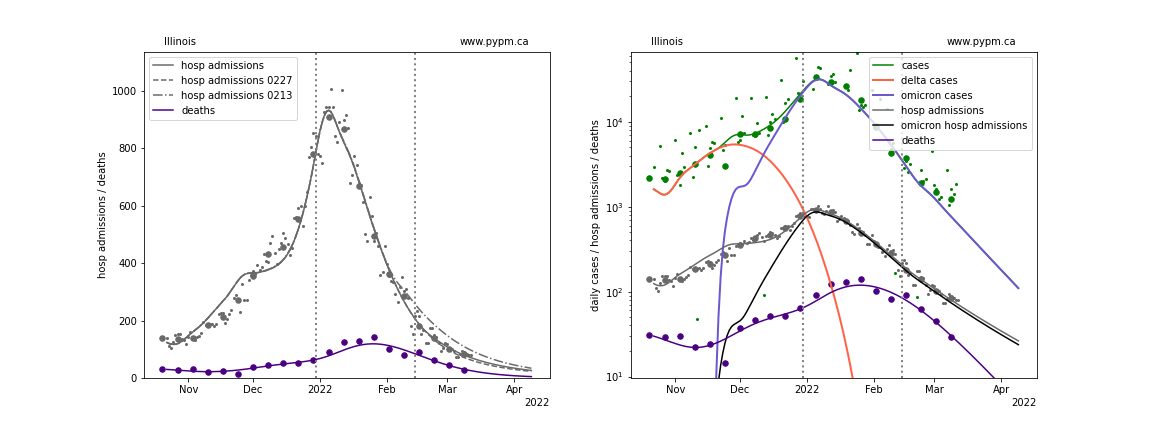 Illinois
www.pypm.ca
hosp admissions
hosp admissions 0227
hosp admissions 0213
deaths
hosp admissions / deaths
0
200
400
600
800
1000
Nov
Dec
2022
Feb
Mar
Apr
2022
Illinois
www.pypm.ca
cases
delta cases
omicron cases
hosp admissions
omicron hosp admissions
deaths
daily cases / hosp admissions / deaths
10¹
10²
10³
10⁴
Nov
Dec
2022
Feb
Mar
Apr
2022